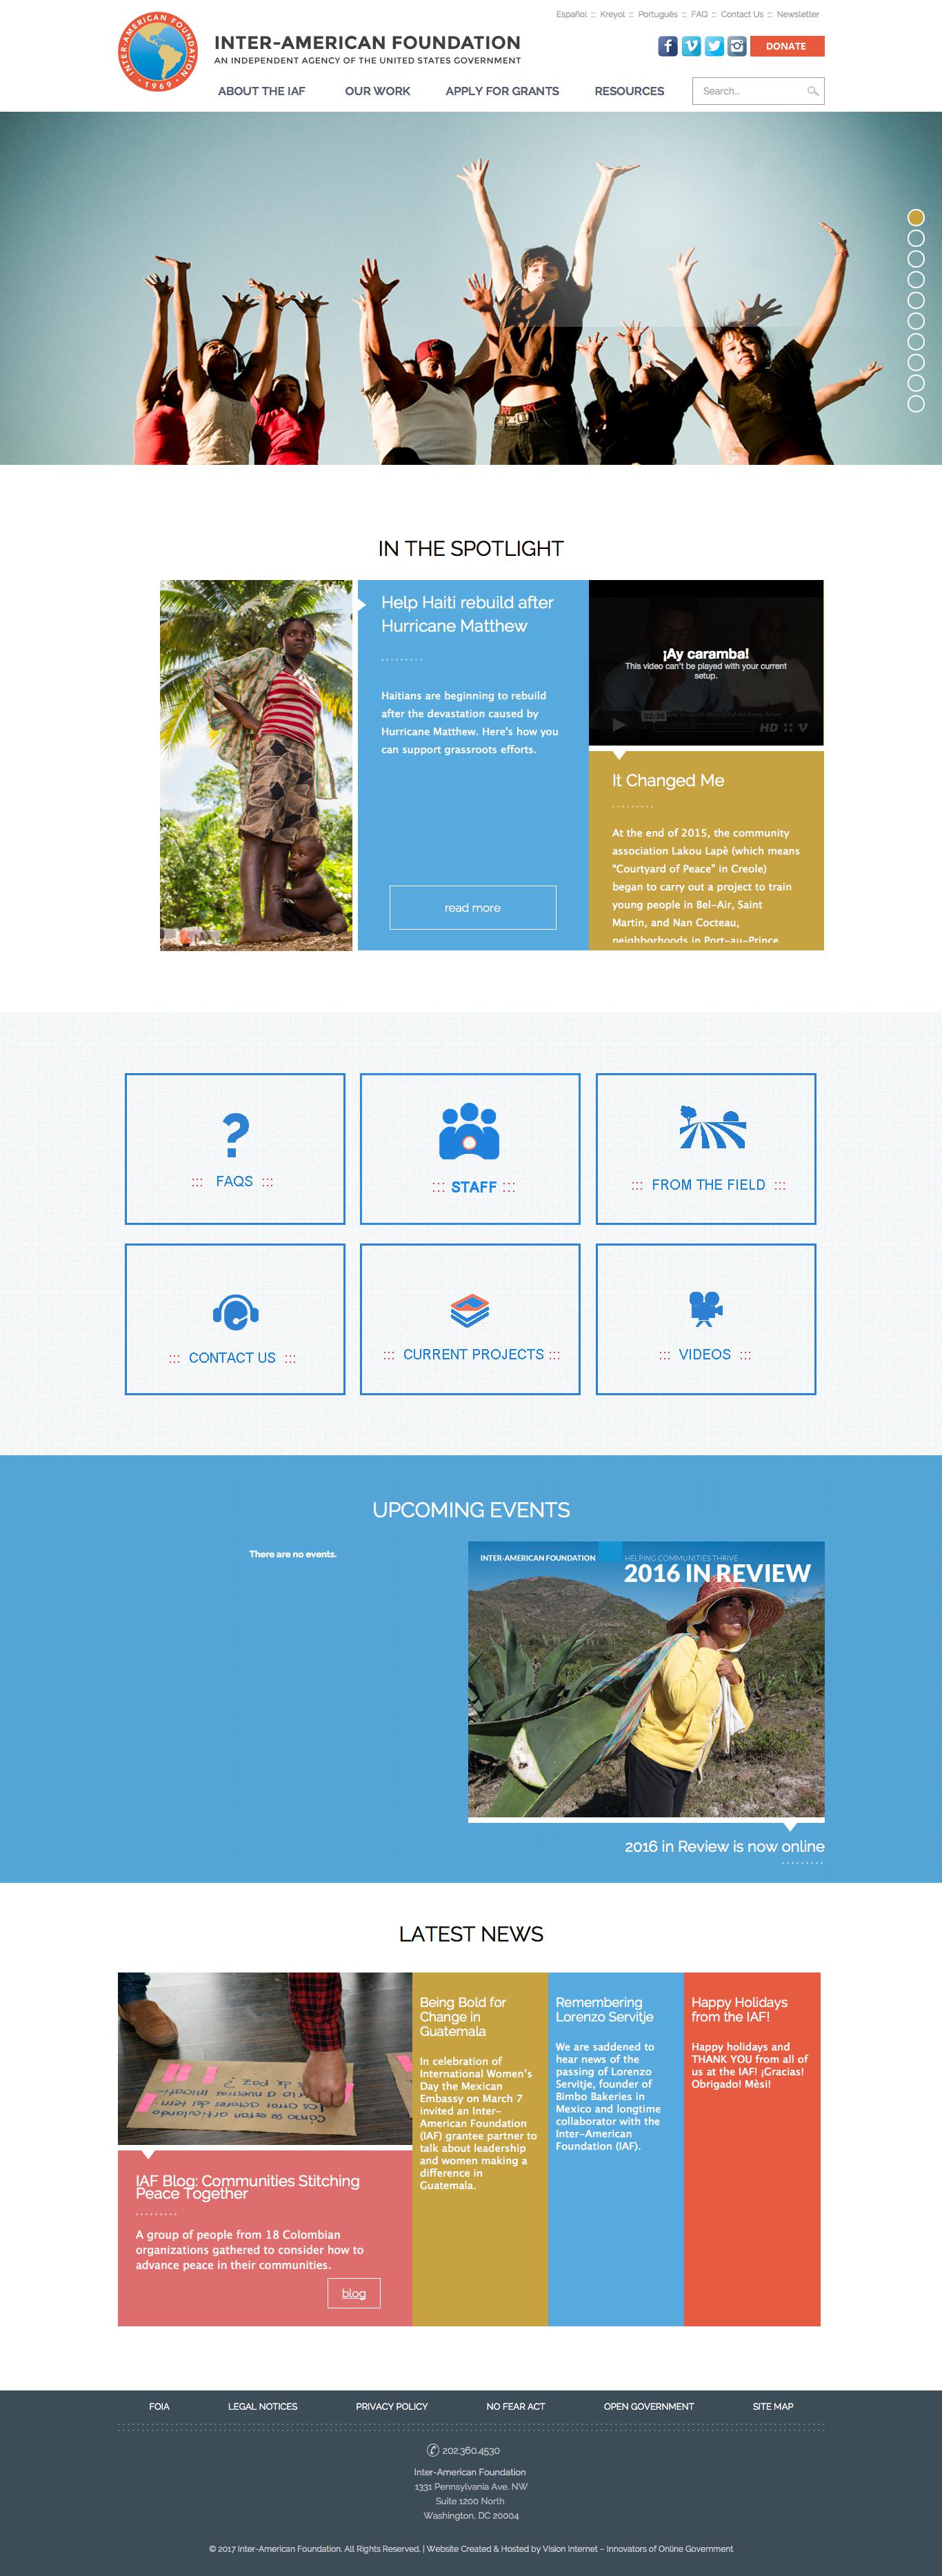 Español :: Kreyol :: Português :: FAQ :: Contact Us :: Newsletter
INTER-AMERICAN FOUNDATION
1969
INTER-AMERICAN FOUNDATION
AN INDEPENDENT AGENCY OF THE UNITED STATES GOVERNMENT
DONATE
ABOUT THE IAF
OUR WORK
APPLY FOR GRANTS
RESOURCES
Search...
IN THE SPOTLIGHT
Help Haiti rebuild after
Hurricane Matthew
Haitians are beginning to rebuild
after the devastation caused by
Hurricane Matthew. Here's how you
can support grassroots efforts.
read more
¡Ay caramba!
This video can't be played with your current
setup.
02:36
HD
It Changed Me
At the end of 2015, the community
association Lakou Lapè (which means
“Courtyard of Peace” in Creole)
began to carry out a project to train
young people in Bel-Air, Saint
Martin, and Nan Cocteau,
neighborhoods in Port-au-Prince
::: FAQS :::
::: STAFF :::
::: FROM THE FIELD :::
::: CONTACT US :::
::: CURRENT PROJECTS :::
::: VIDEOS :::
UPCOMING EVENTS
There are no events.
INTER-AMERICAN FOUNDATION
HELPING COMMUNITIES THRIVE
2016 IN REVIEW
2016 in Review is now online
LATEST NEWS
IAF Blog: Communities Stitching
Peace Together
A group of people from 18 Colombian
organizations gathered to consider how to
advance peace in their communities.
blog
Being Bold for
Change in
Guatemala
In celebration of
International Women's
Day the Mexican
Embassy on March 7
invited an Inter-
American Foundation
(IAF) grantee partner to
talk about leadership
and women making a
difference in
Guatemala.
Remembering
Lorenzo Servitje
We are saddened to
hear news of the
passing of Lorenzo
Servitje, founder of
Bimbo Bakeries in
Mexico and longtime
collaborator with the
Inter-American
Foundation (IAF).
Happy Holidays
from the IAF!
Happy holidays and
THANK YOU from all of
us at the IAF! ¡Gracias!
Obrigado! Mèsi!
FOIA
LEGAL NOTICES
PRIVACY POLICY
NO FEAR ACT
OPEN GOVERNMENT
SITE MAP
202.360.4530
Inter-American Foundation
1331 Pennsylvania Ave. NW
Suite 1200 North
Washington, DC 20004
© 2017 Inter-American Foundation. All Rights Reserved. | Website Created & Hosted by Vision Internet – Innovators of Online Government